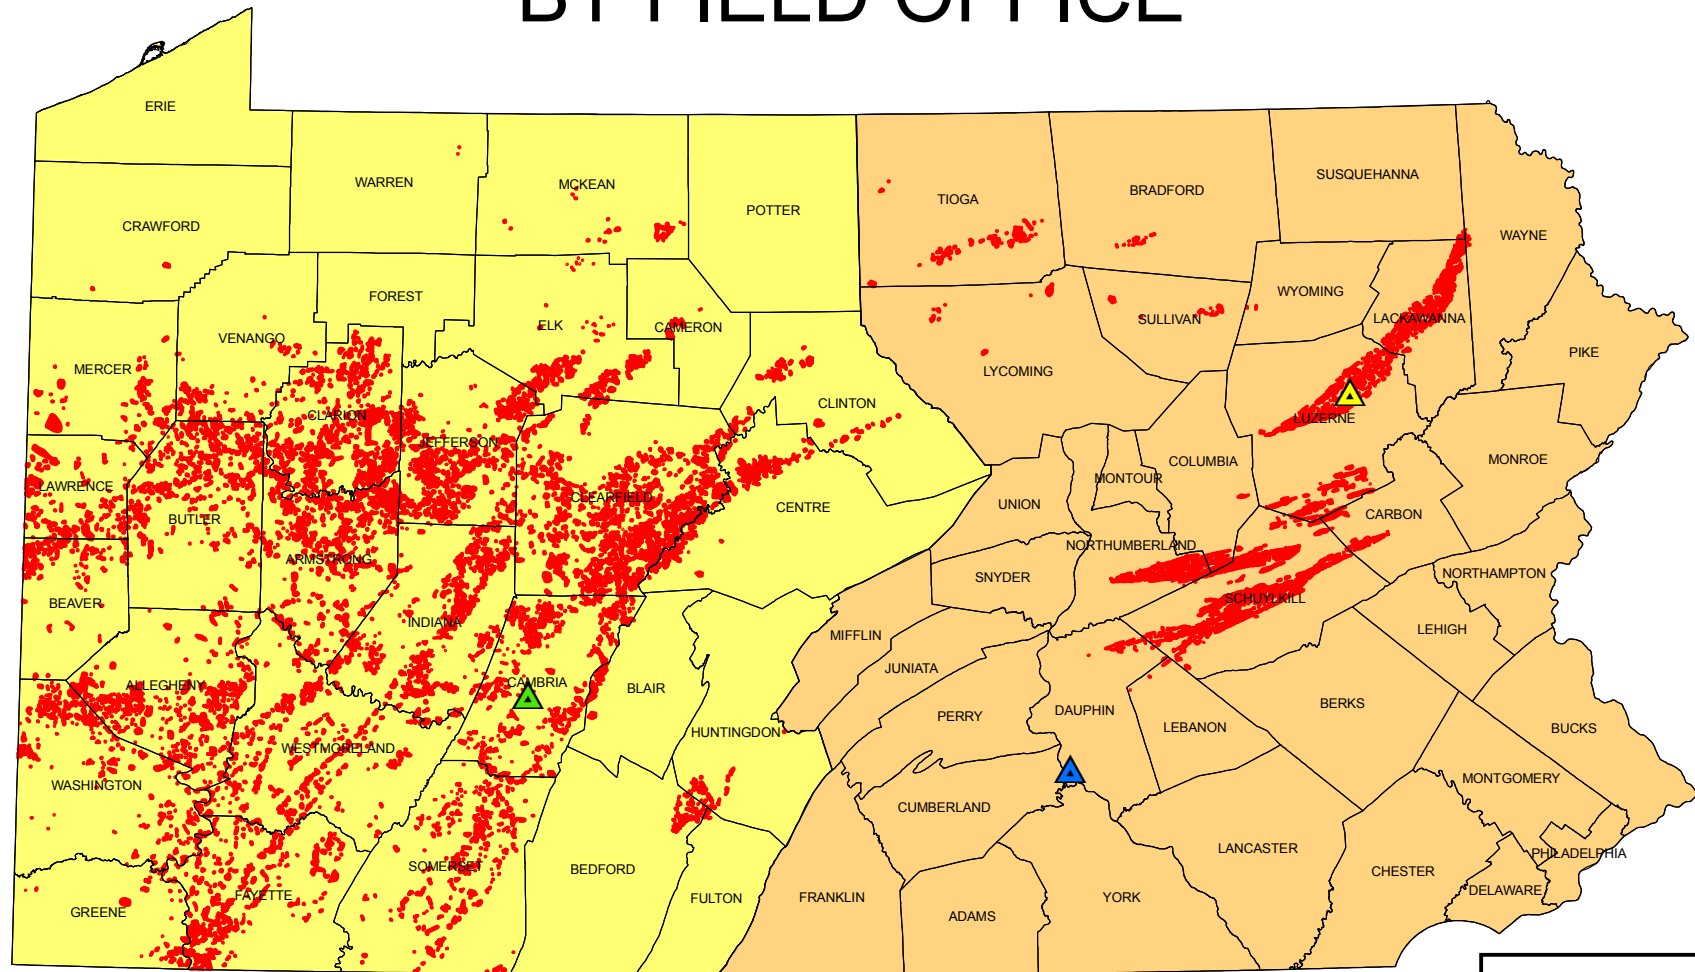 BY FIELD OFFICE
ERIE
WARREN
MCKEAN
POTTER
TIOGA
BRADFORD
SUSQUEHANNA
WAYNE
CRAWFORD
FOREST
VENANGO
ELK
CAMERON
WYOMING
SULLIVAN
LACKAWANNA
PIKE
MERCER
LYCOMING
CLINTON
CLARION
LUZERNE
JEFFERSON
COLUMBIA
MONROE
MONTOUR
LAWRENCE
CLEARFIELD
CENTRE
UNION
BUTLER
CARBON
NORTHUMBERLAND
ARMSTRONG
SNYDER
NORTHAMPTON
BEAVER
SCHUYLKILL
INDIANA
MIFFLIN
LEHIGH
JUNIATA
ALLEGHENY
CAMBRIA
BLAIR
BERKS
PERRY
DAUPHIN
LEBANON
BUCKS
HUNTINGDON
WESTMORELAND
WASHINGTON
MONTGOMERY
CUMBERLAND
LANCASTER
PHILADELPHIA
SOMERSET
BEDFORD
CHESTER
DELAWARE
FAYETTE
FULTON
FRANKLIN
YORK
GREENE
ADAMS